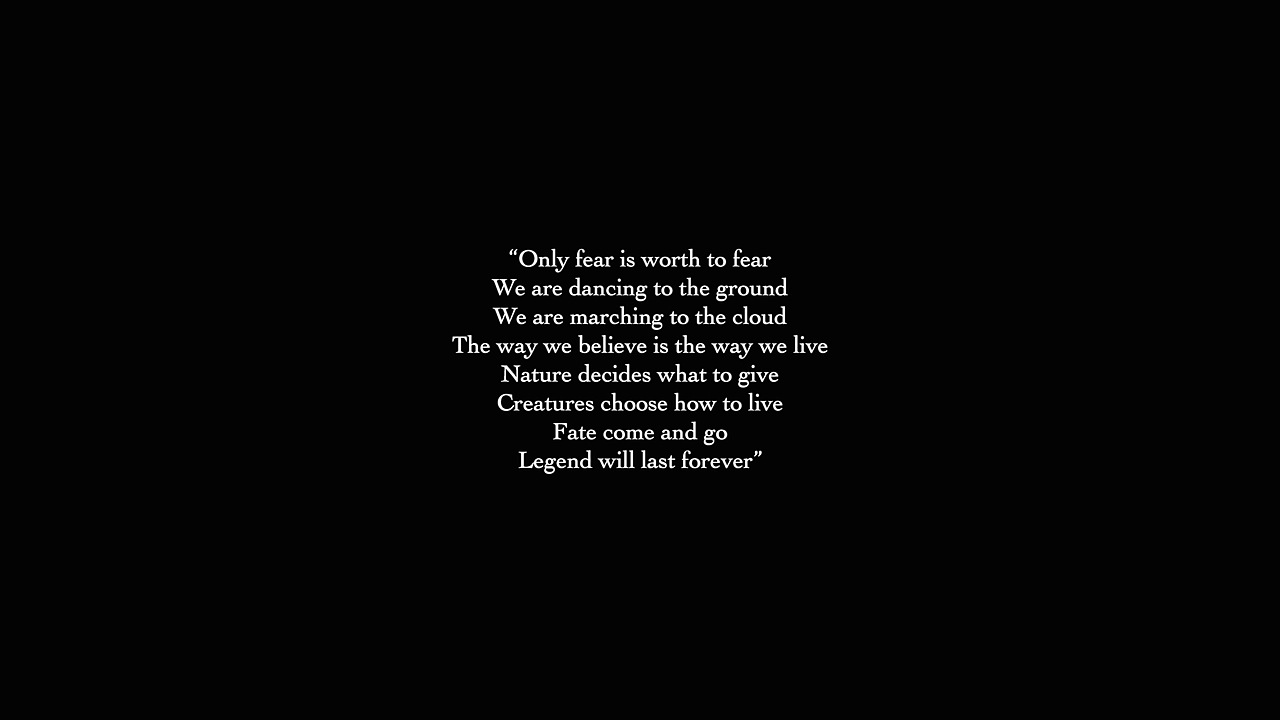 “Only fear is worth to fear
We are dancing to the ground
We are marching to the cloud
The way we believe is the way we live
Nature decides what to give
Creatures choose how to live
Fate come and go
Legend will last forever”